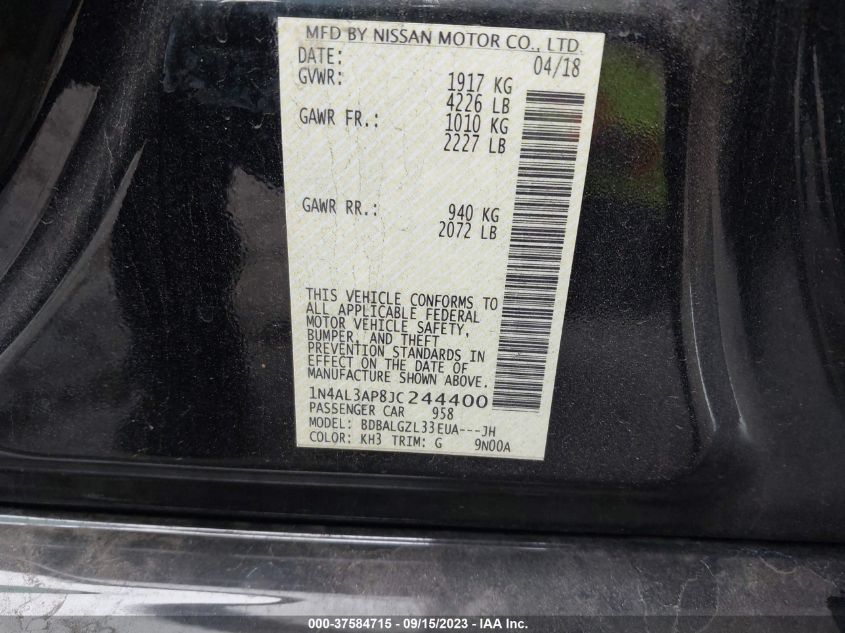 MFD BY NISSAN MOTOR CO., LTD.
DATE: 04/18
GVWR: 1917 KG
4226 LB
GAWR FR.: 1010 KG
2227 LB
GAWR RR.: 940 KG
2072 LB
THIS VEHICLE CONFORMS TO
ALL APPLICABLE FEDERAL
MOTOR VEHICLE SAFETY,
BUMPER, AND THEFT
PREVENTION STANDARDS IN
EFFECT ON THE DATE OF
MANUFACTURE SHOWN ABOVE.
1N4AL3AP8JC244400
PASSENGER CAR 958
MODEL: BDBALGZL33EUA---JH
COLOR: KH3 TRIM: G 9N00A
000-37584715 - 09/15/2023 - IAA Inc.